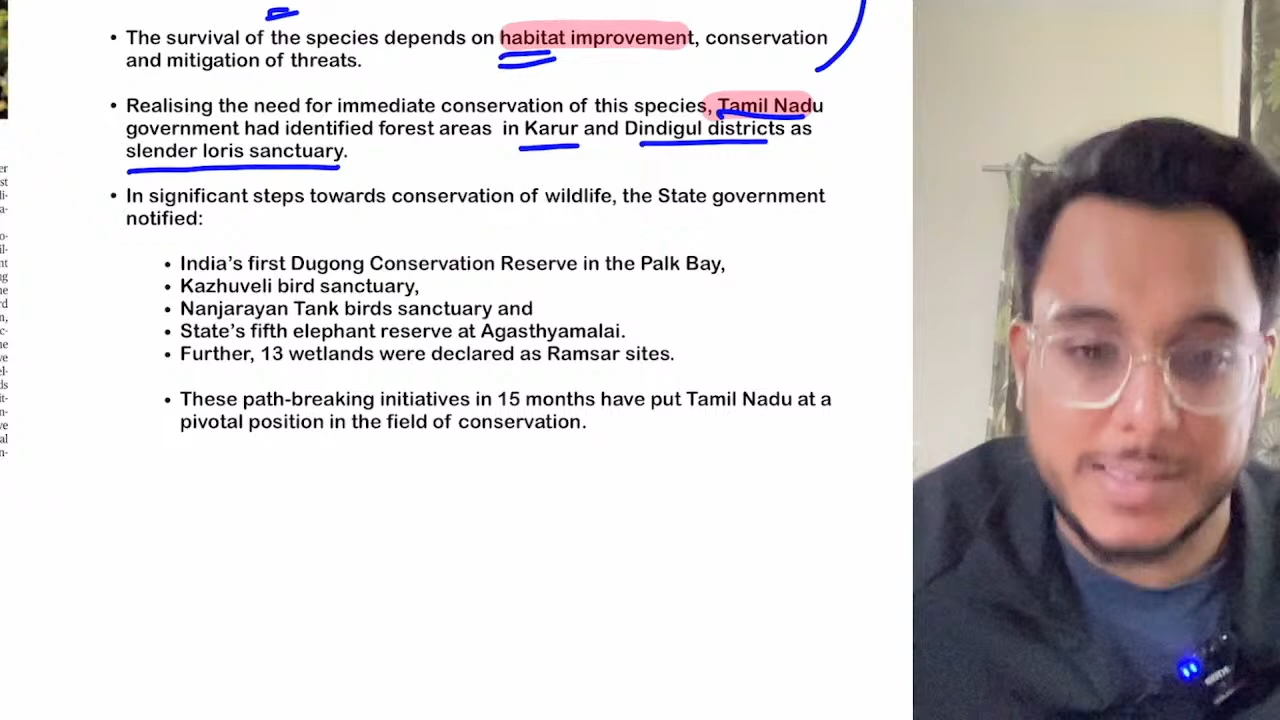 • The survival of the species depends on habitat improvement, conservation
and mitigation of threats.
• Realising the need for immediate conservation of this species, Tamil Nadu
government had identified forest areas in Karur and Dindigul districts as
slender loris sanctuary.
• In significant steps towards conservation of wildlife, the State government
notified:
• India's first Dugong Conservation Reserve in the Palk Bay,
• Kazhuveli bird sanctuary,
• Nanjarayan Tank birds sanctuary and
• State's fifth elephant reserve at Agasthyamalai.
• Further, 13 wetlands were declared as Ramsar sites.
• These path-breaking initiatives in 15 months have put Tamil Nadu at a
pivotal position in the field of conservation.